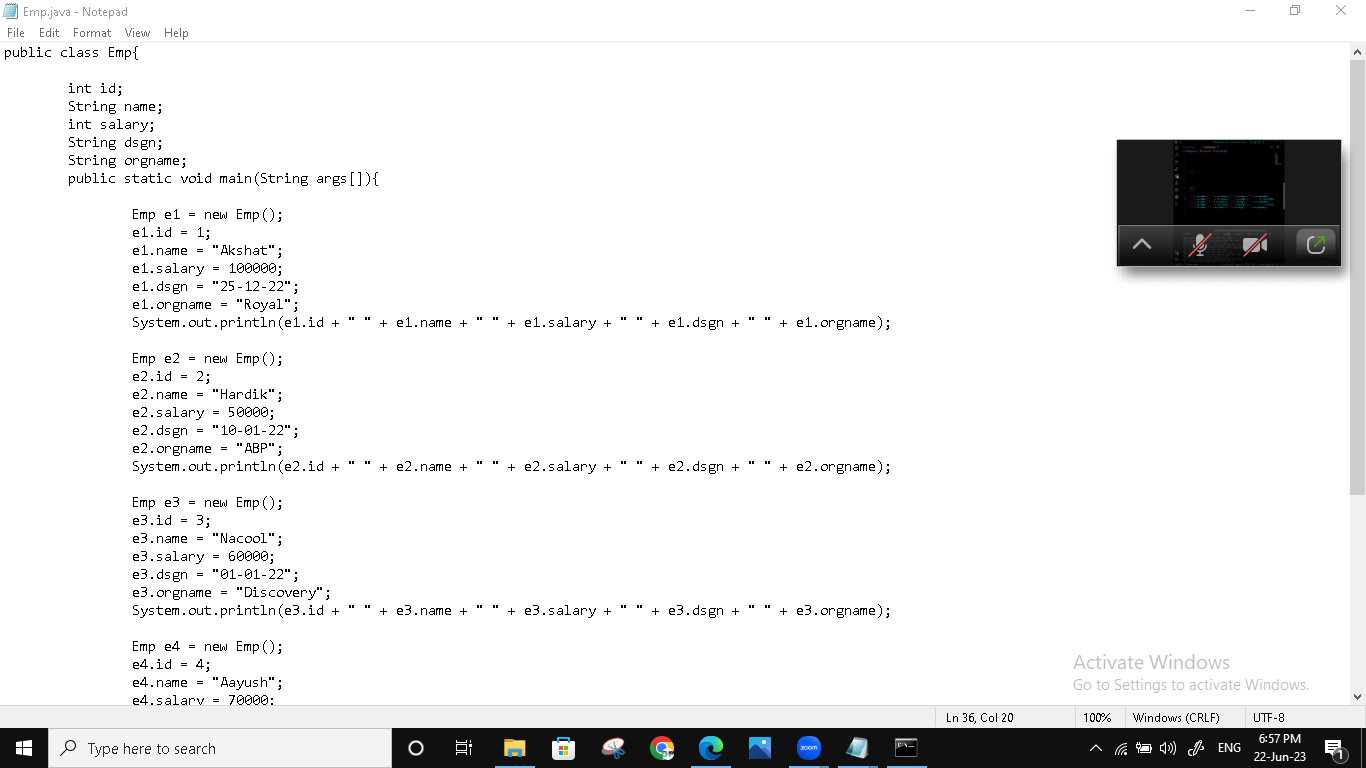 Emp.java - Notepad
File Edit Format View Help
public class Emp{
int id;
String name;
int salary;
String dsgn;
String orgname;
public static void main(String args[]){
Emp e1 = new Emp();
e1.id = 1;
e1.name = "Akshat";
e1.salary = 100000;
e1.dsgn = "25-12-22";
e1.orgname = "Royal";
System.out.println(e1.id + " " + e1.name + " " + e1.salary + " " + e1.dsgn + " " + e1.orgname);
Emp e2 = new Emp();
e2.id = 2;
e2.name = "Hardik";
e2.salary = 50000;
e2.dsgn = "10-01-22";
e2.orgname = "ABP";
System.out.println(e2.id + " " + e2.name + " " + e2.salary + " " + e2.dsgn + " " + e2.orgname);
Emp e3 = new Emp();
e3.id = 3;
e3.name = "Nacool";
e3.salary = 60000;
e3.dsgn = "01-01-22";
e3.orgname = "Discovery";
System.out.println(e3.id + " " + e3.name + " " + e3.salary + " " + e3.dsgn + " " + e3.orgname);
Emp e4 = new Emp();
e4.id = 4;
e4.name = "Aayush";
e4.salary = 70000;
Activate Windows
Go to Settings to activate Windows.
Ln 36, Col 20 100% Windows (CRLF) UTF-8
Type here to search
zoom
ENG
6:57 PM
22-Jun-23
1